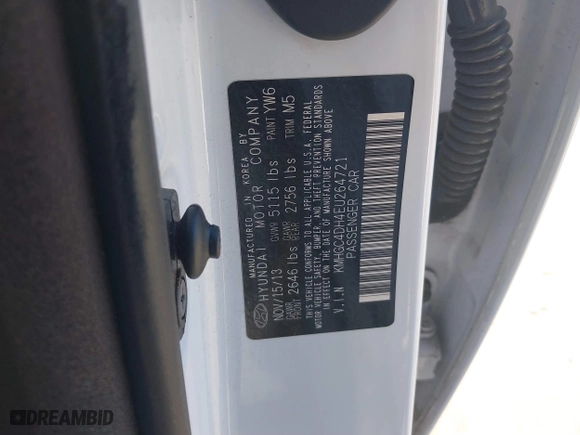 MANUFACTURED IN KOREA BY
HYUNDAI MOTOR COMPANY
NOV/15/13 GVWR 5115 lbs PAINT YW6
GAWR FRONT 2646 lbs GAWR REAR 2756 lbs TRIM M5
THIS VEHICLE CONFORMS TO ALL APPLICABLE U.S.A. FEDERAL
MOTOR VEHICLE SAFETY, BUMPER, AND THEFT PREVENTION STANDARDS
IN EFFECT ON THE DATE OF MANUFACTURE SHOWN ABOVE
V.I.N KMHGC4DH4EU264721
PASSENGER CAR
DREAMBID